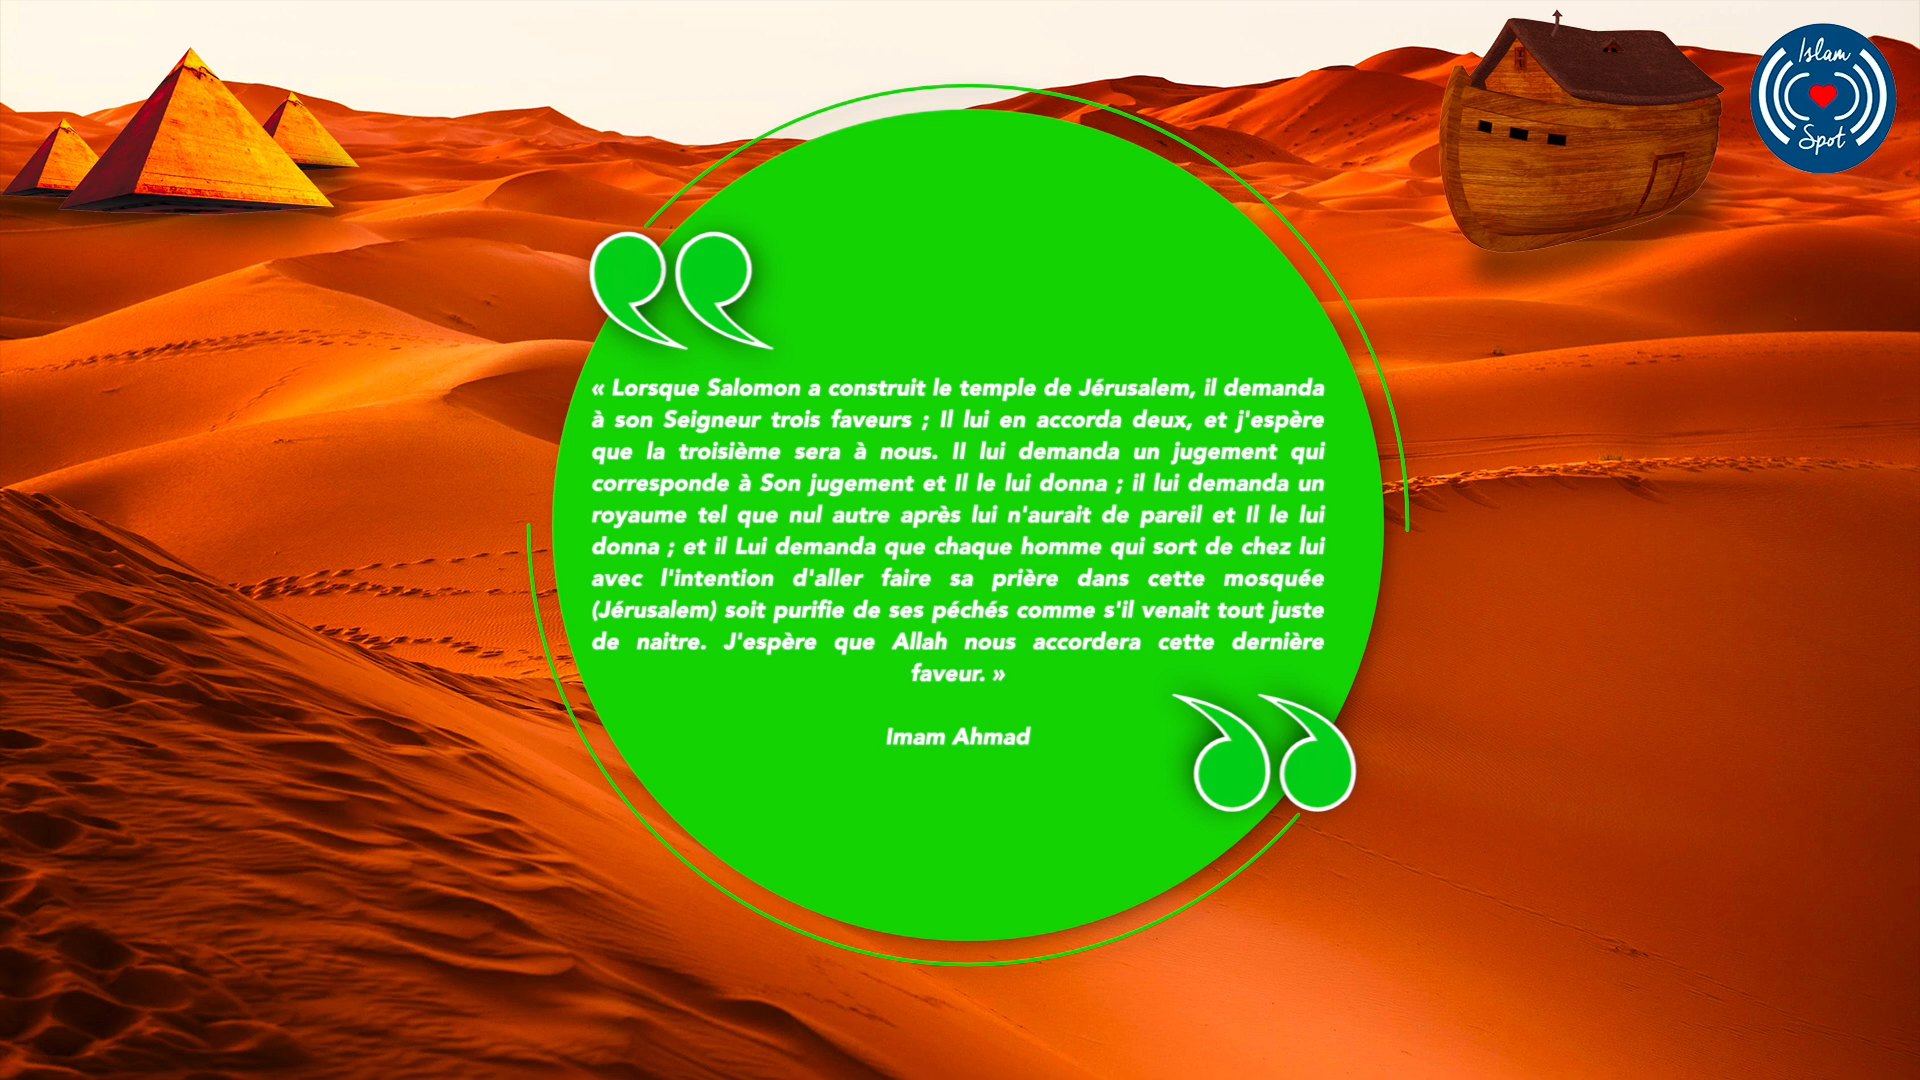 Islam
Spot
« Lorsque Salomon a construit le temple de Jérusalem, il demanda
à son Seigneur trois faveurs ; Il lui en accorda deux, et j'espère
que la troisième sera à nous. Il lui demanda un jugement qui
corresponde à Son jugement et Il le lui donna ; il lui demanda un
royaume tel que nul autre après lui n'aurait de pareil et Il le lui
donna ; et il Lui demanda que chaque homme qui sort de chez lui
avec l'intention d'aller faire sa prière dans cette mosquée
(Jérusalem) soit purifie de ses péchés comme s'il venait tout juste
de naitre. J'espère que Allah nous accordera cette dernière
faveur. »
Imam Ahmad